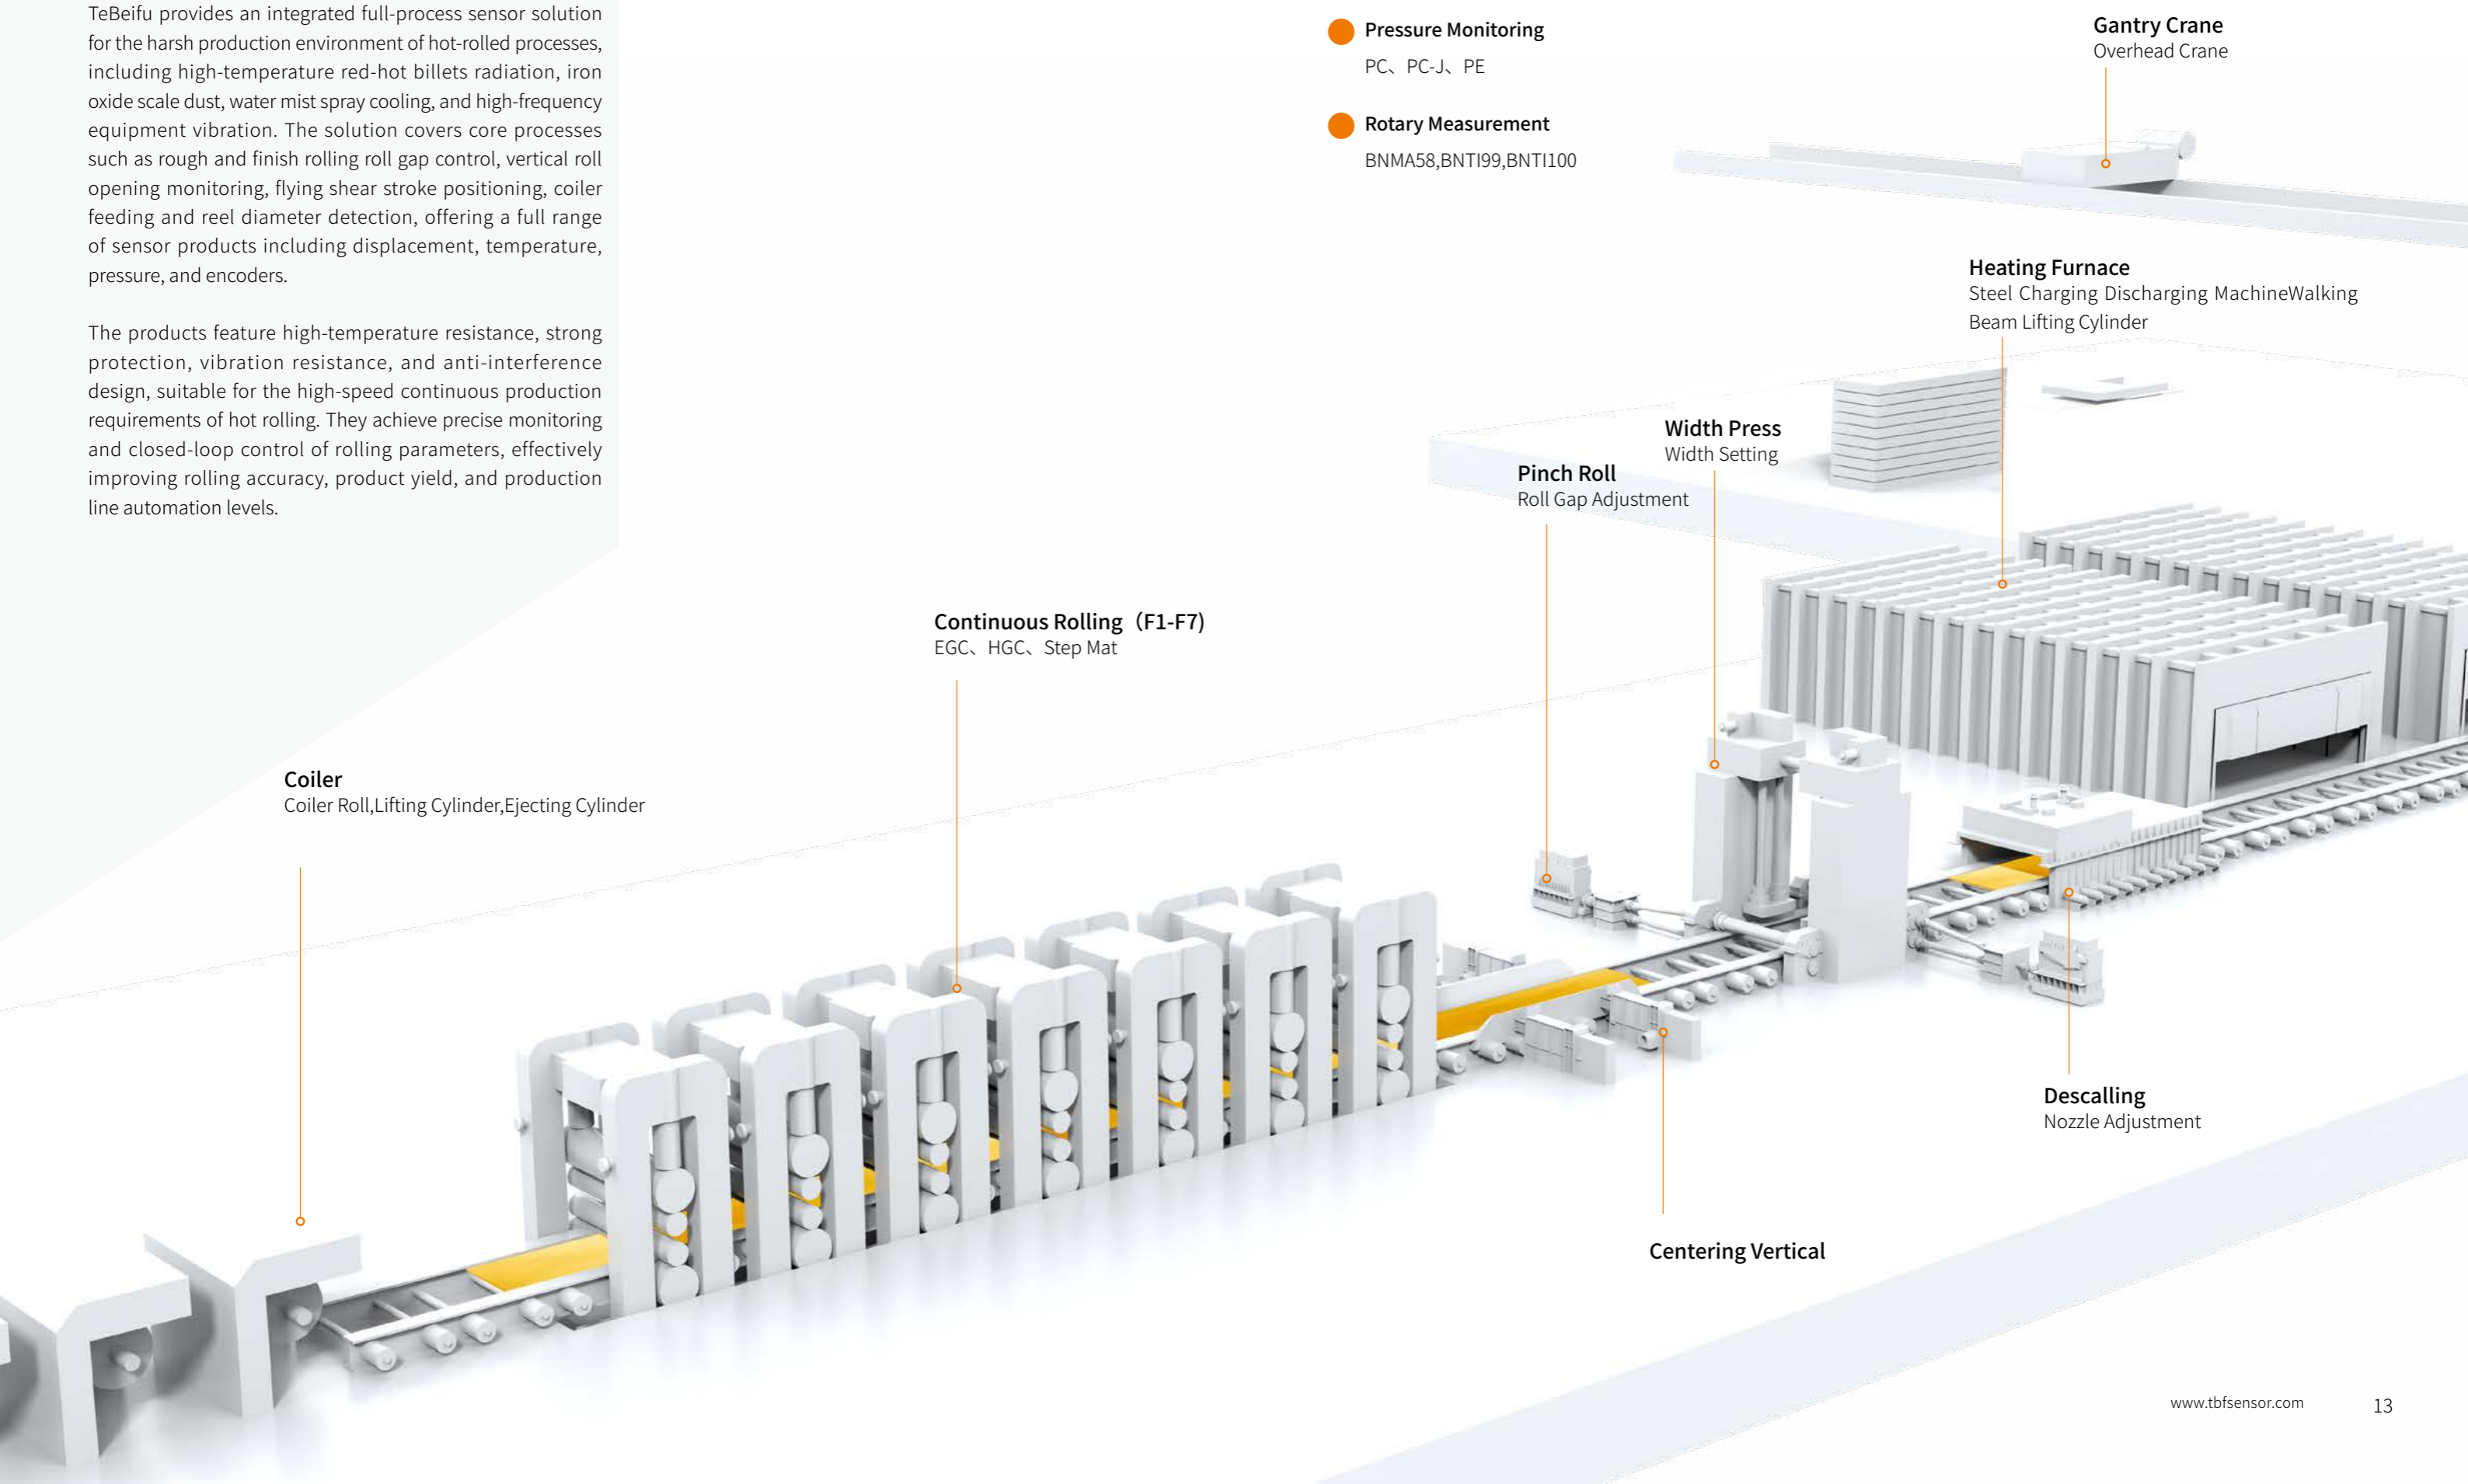 TeBeifu provides an integrated full-process sensor solution
for the harsh production environment of hot-rolled processes,
including high-temperature red-hot billets radiation, iron
oxide scale dust, water mist spray cooling, and high-frequency
equipment vibration. The solution covers core processes
such as rough and finish rolling roll gap control, vertical roll
opening monitoring, flying shear stroke positioning, coiler
feeding and reel diameter detection, offering a full range
of sensor products including displacement, temperature,
pressure, and encoders.
The products feature high-temperature resistance, strong
protection, vibration resistance, and anti-interference
design, suitable for the high-speed continuous production
requirements of hot rolling. They achieve precise monitoring
and closed-loop control of rolling parameters, effectively
improving rolling accuracy, product yield, and production
line automation levels.
Pressure Monitoring
PC、PC-J、PE
Rotary Measurement
BNMA58,BNTI99,BNTI100
Gantry Crane
Overhead Crane
Heating Furnace
Steel Charging Discharging MachineWalking
Beam Lifting Cylinder
Width Press
Width Setting
Pinch Roll
Roll Gap Adjustment
Continuous Rolling（F1-F7)
EGC、HGC、Step Mat
Coiler
Coiler Roll,Lifting Cylinder,Ejecting Cylinder
Descalling
Nozzle Adjustment
Centering Vertical
www.tbfsensor.com
13